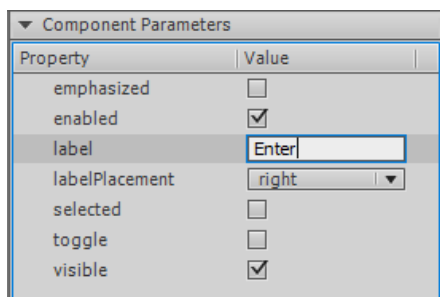 Component Parameters
Property Value
emphasized
enabled
label Enter
labelPlacement right
selected
toggle
visible